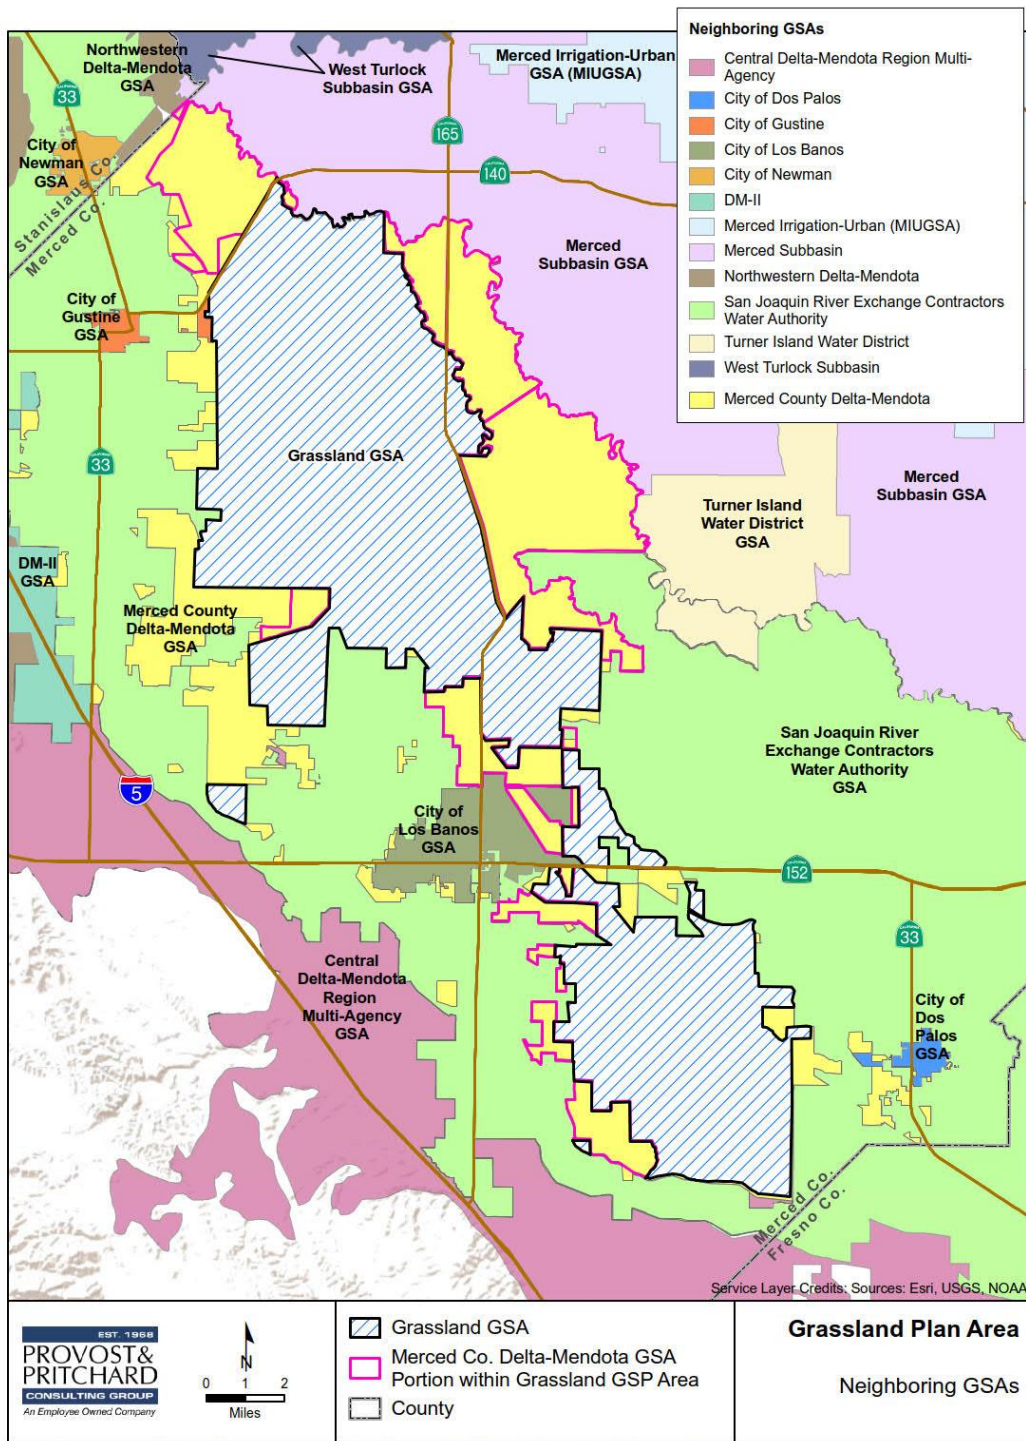 Northwestern
Delta-Mendota
GSA
West Turlock
Subbasin GSA
Merced Irrigation-Urban
GSA (MIUGSA)
CALIFORNIA
33
CALIFORNIA
165
CALIFORNIA
140
City of
Newman
GSA
Stanislaus Co.
Merced Co.
Merced
Subbasin GSA
City of
Gustine
GSA
Neighboring GSAs
Central Delta-Mendota Region Multi-
Agency
City of Dos Palos
City of Gustine
City of Los Banos
City of Newman
DM-II
Merced Irrigation-Urban (MIUGSA)
Merced Subbasin
Northwestern Delta-Mendota
San Joaquin River Exchange Contractors
Water Authority
Turner Island Water District
West Turlock Subbasin
Merced County Delta-Mendota
CALIFORNIA
33
Grassland GSA
Merced
Subbasin GSA
Turner Island
Water District
GSA
DM-II
GSA
Merced County
Delta-Mendota
GSA
San Joaquin River
Exchange Contractors
Water Authority
GSA
5
City of
Los Banos
GSA
CALIFORNIA
152
CALIFORNIA
33
Central
Delta-Mendota
Region
Multi-Agency
GSA
City of
Dos
Palos
GSA
Merced Co.
Fresno Co.
Service Layer Credits: Sources: Esri, USGS, NOAA
EST. 1968
PROVOST&
PRITCHARD
CONSULTING GROUP
An Employee Owned Company
N
0 1 2
Miles
Grassland GSA
Merced Co. Delta-Mendota GSA
Portion within Grassland GSP Area
County
Grassland Plan Area
Neighboring GSAs